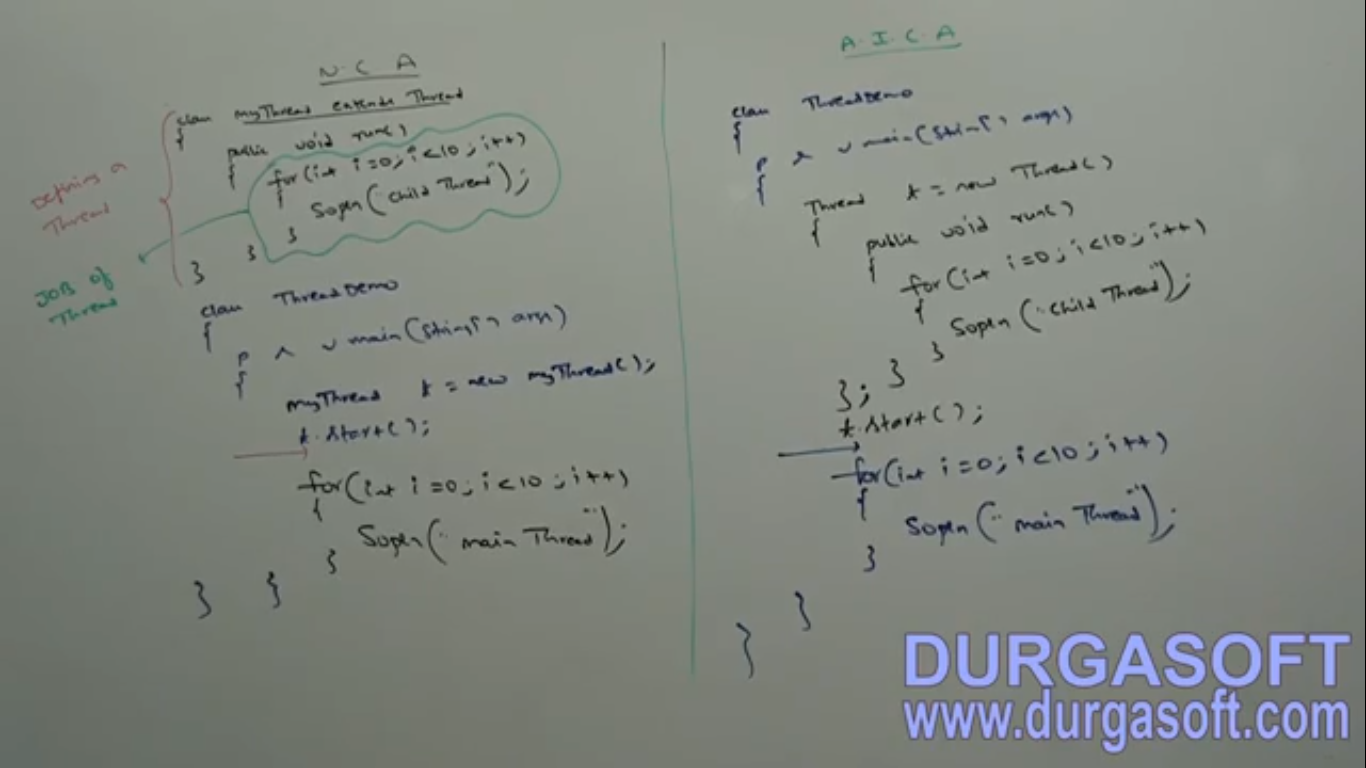 N. C A
class myThread extends Thread
{
public void run()
{
for(int i=0; i<10; i++)
{
Sopln("child Thread");
}
}
}
Defining a
Thread
JOB of
Thread
class ThreadDemo
{
p s v main(String[] args)
{
myThread t = new myThread();
t.start();
for(int i=0; i<10; i++)
{
Sopln("main Thread");
}
}
}
A. I. C. A
class ThreadDemo
{
p s v main(String[] args)
{
Thread t = new Thread()
{
public void run()
{
for(int i=0; i<10; i++)
{
Sopln("child Thread");
}
}
};
t.start();
for(int i=0; i<10; i++)
{
Sopln("main Thread");
}
}
}
DURGASOFT
www.durgasoft.com